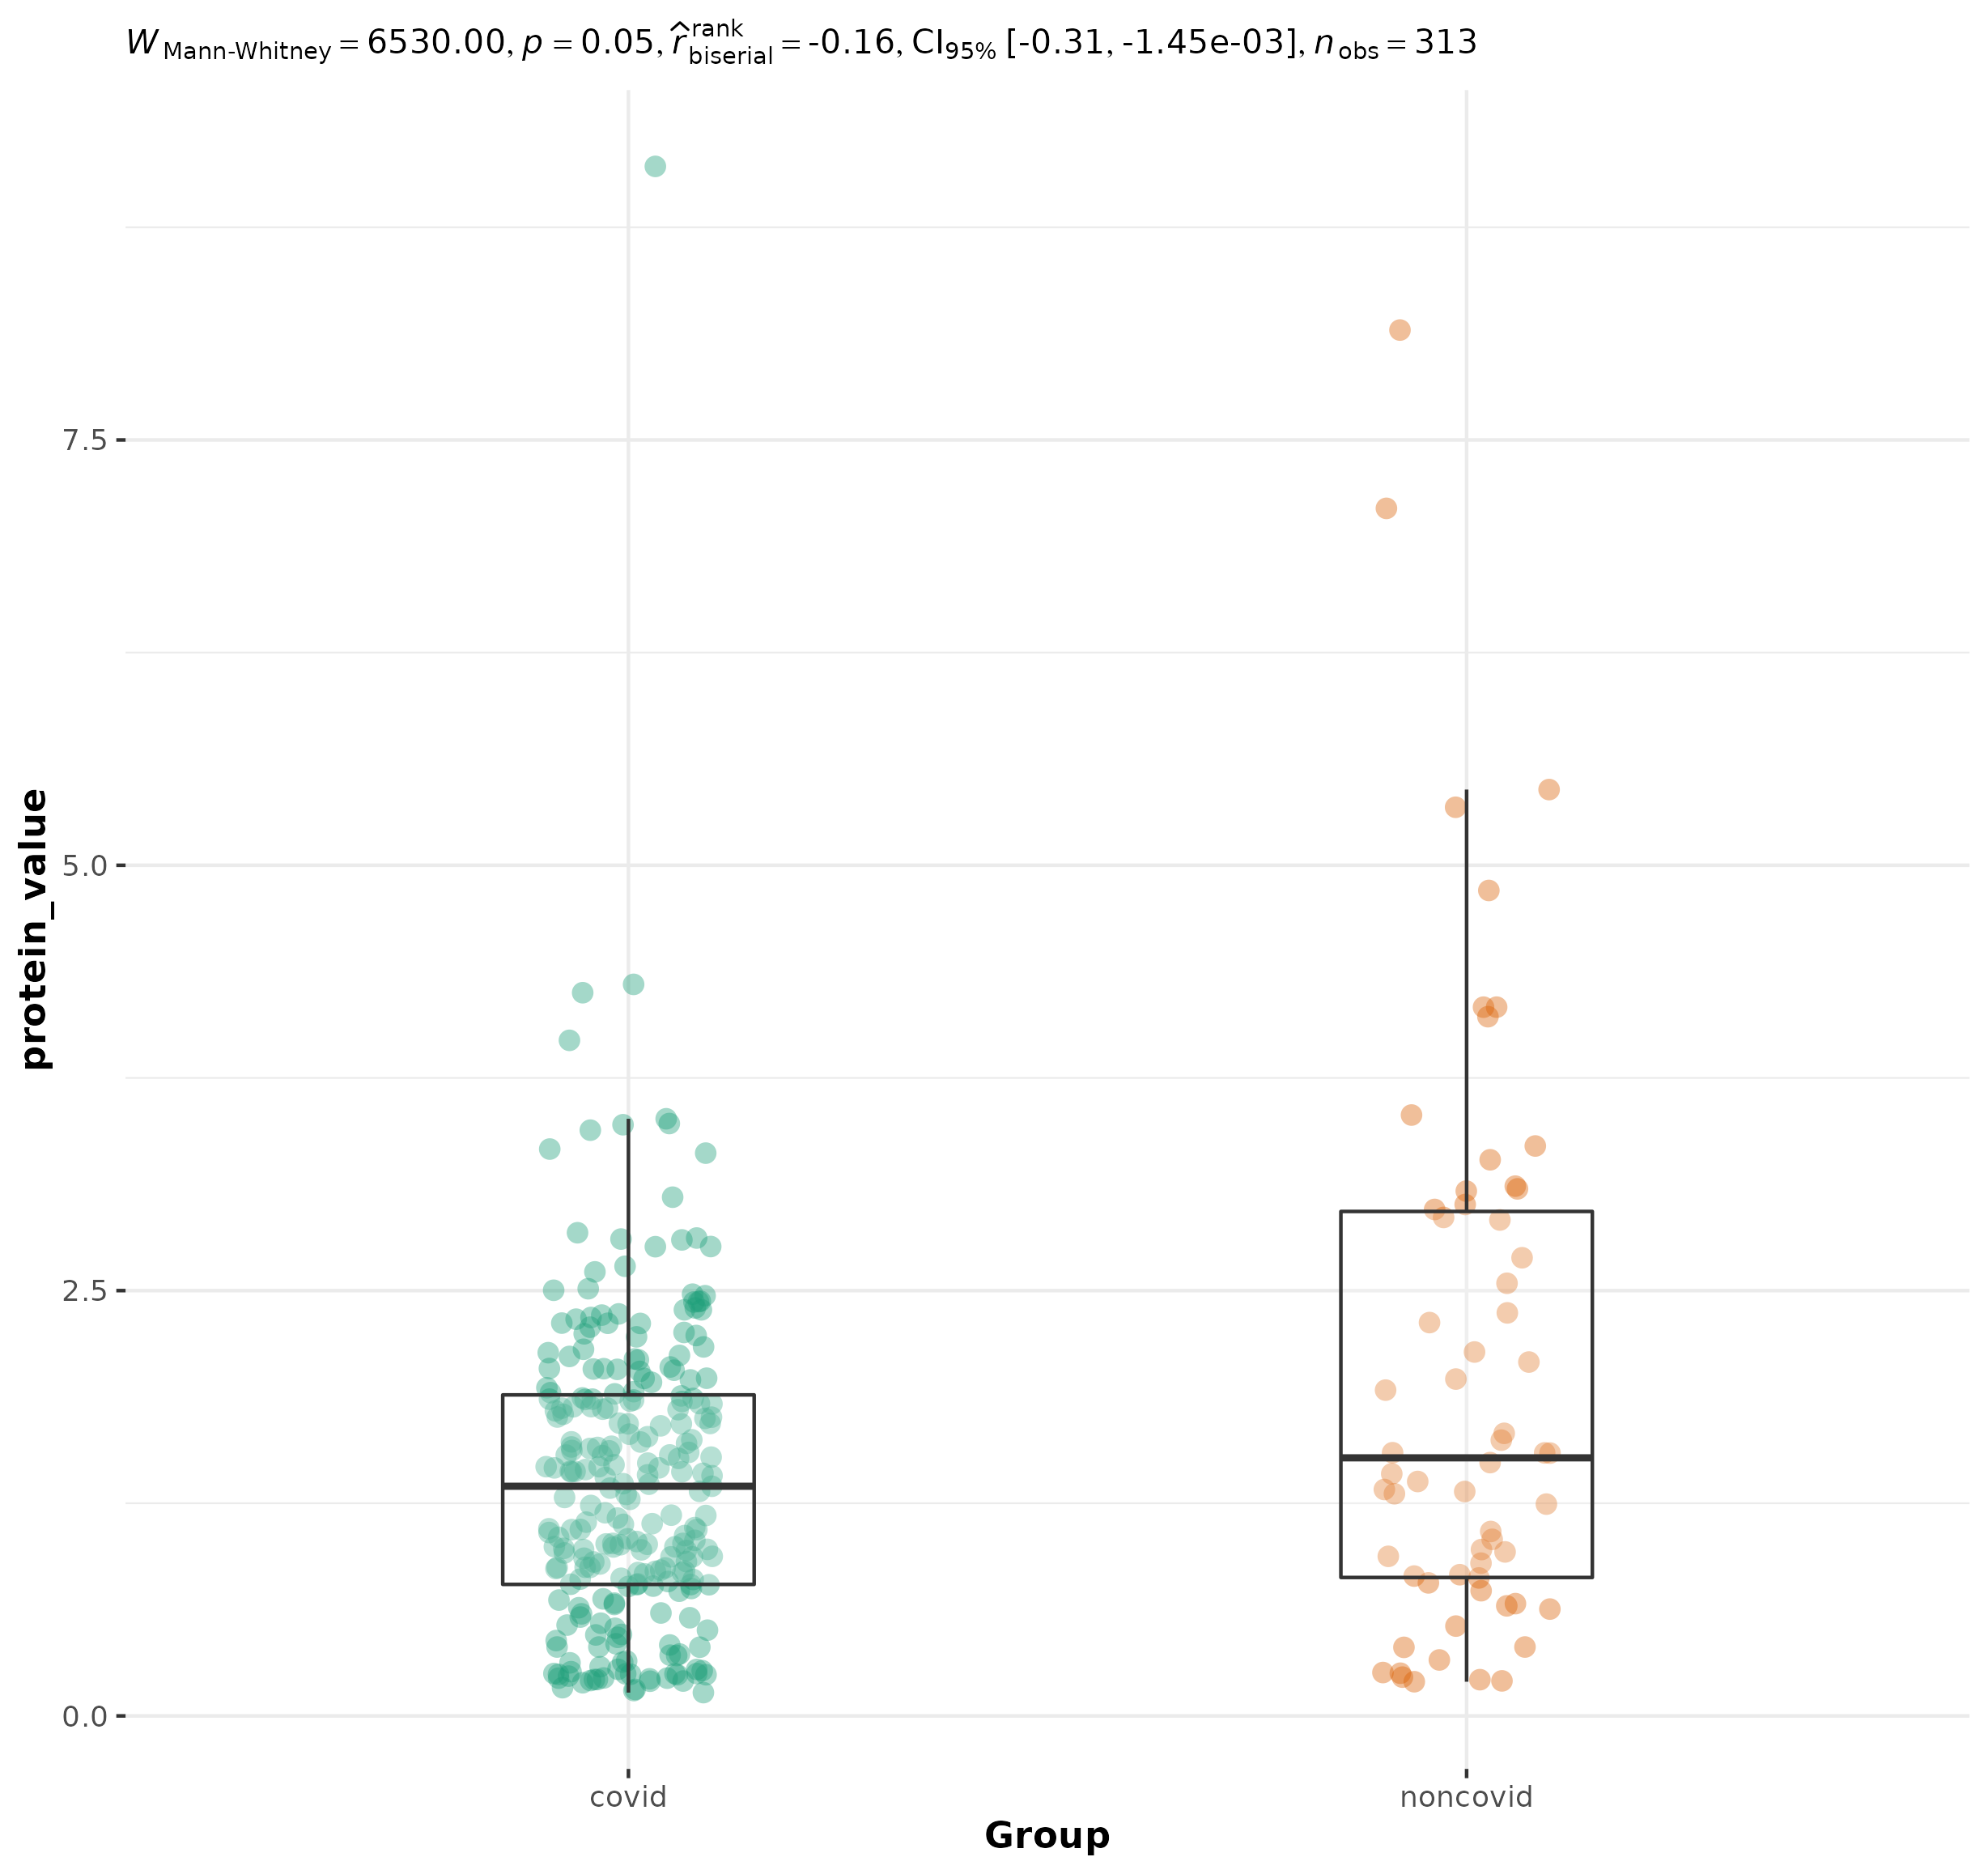 W Mann-Whitney = 6530.00, p = 0.05, r̂ rank biserial = -0.16, CI95% [-0.31, -1.45e-03], n obs = 313
7.5
5.0
2.5
0.0
protein_value
covid
noncovid
Group